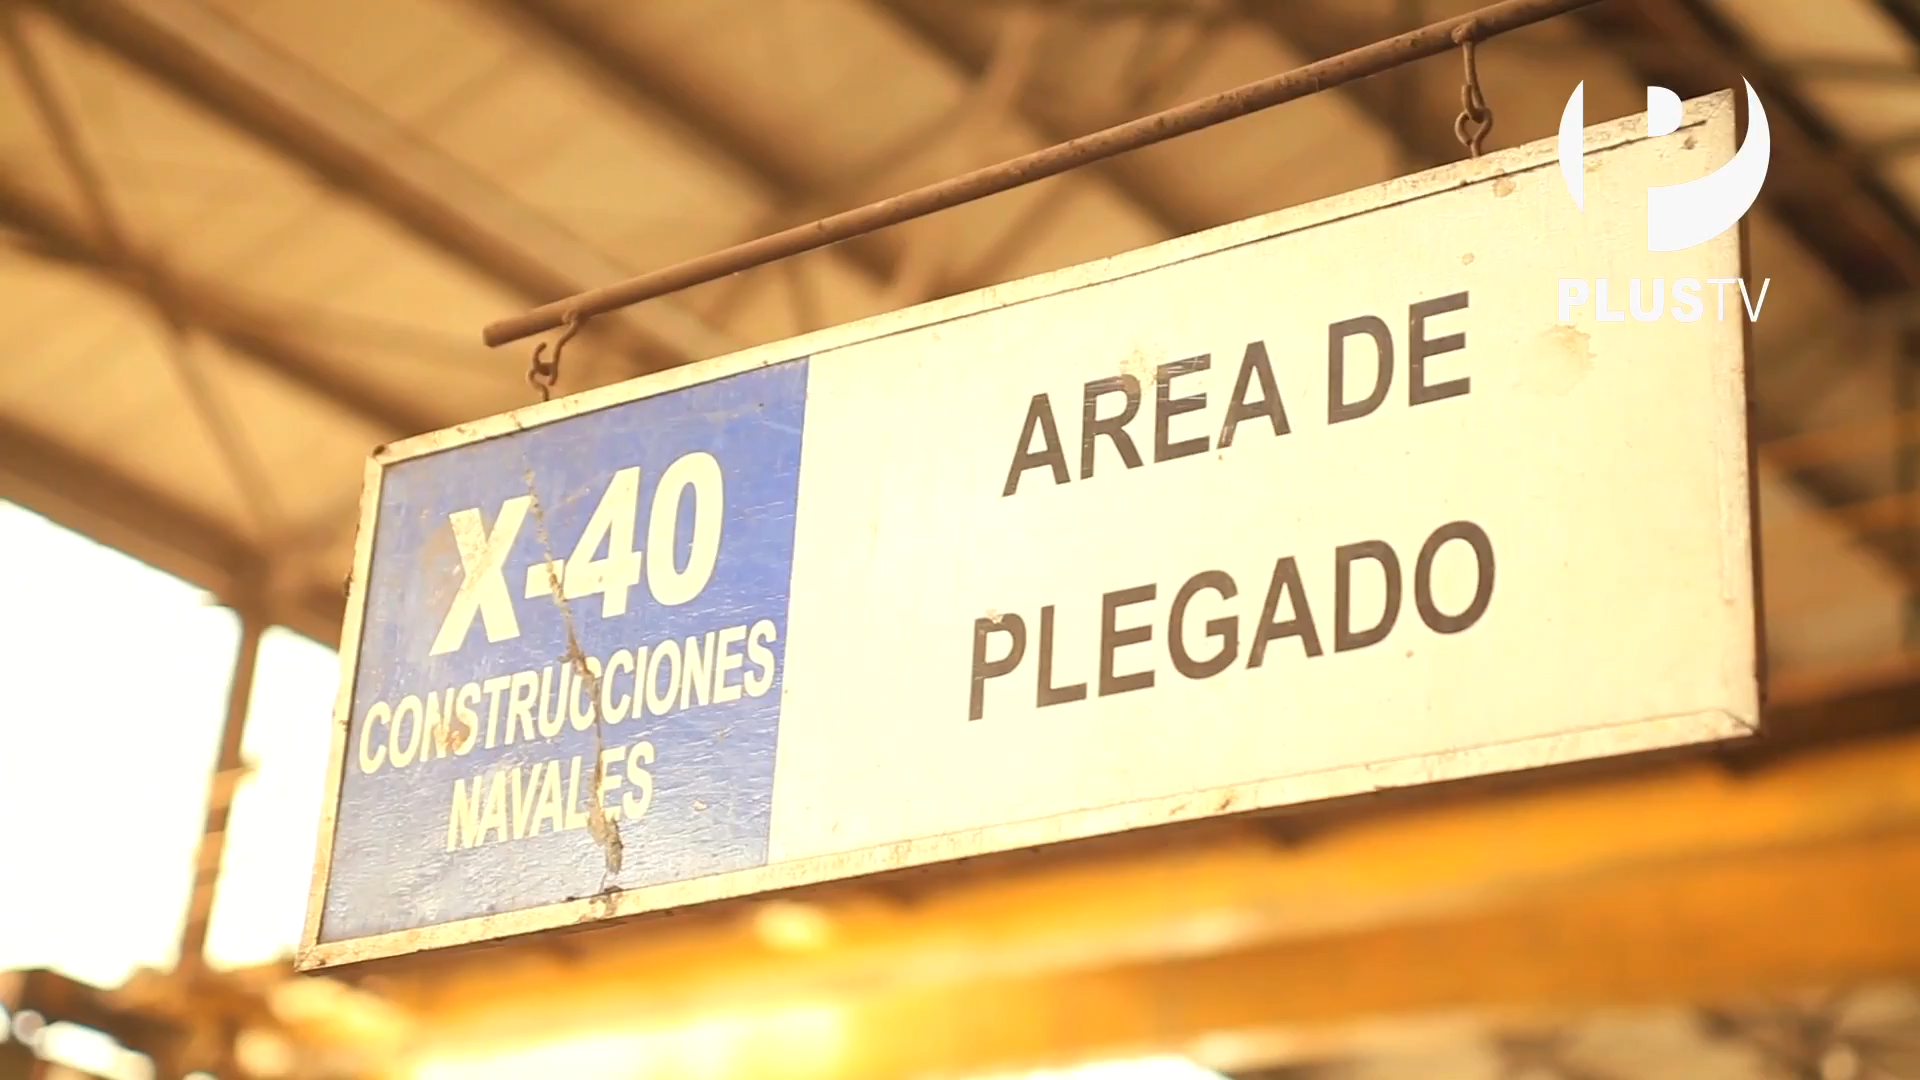 X-40
CONSTRUCCIONES
NAVALES
AREA DE
PLEGADO
PLUSTV